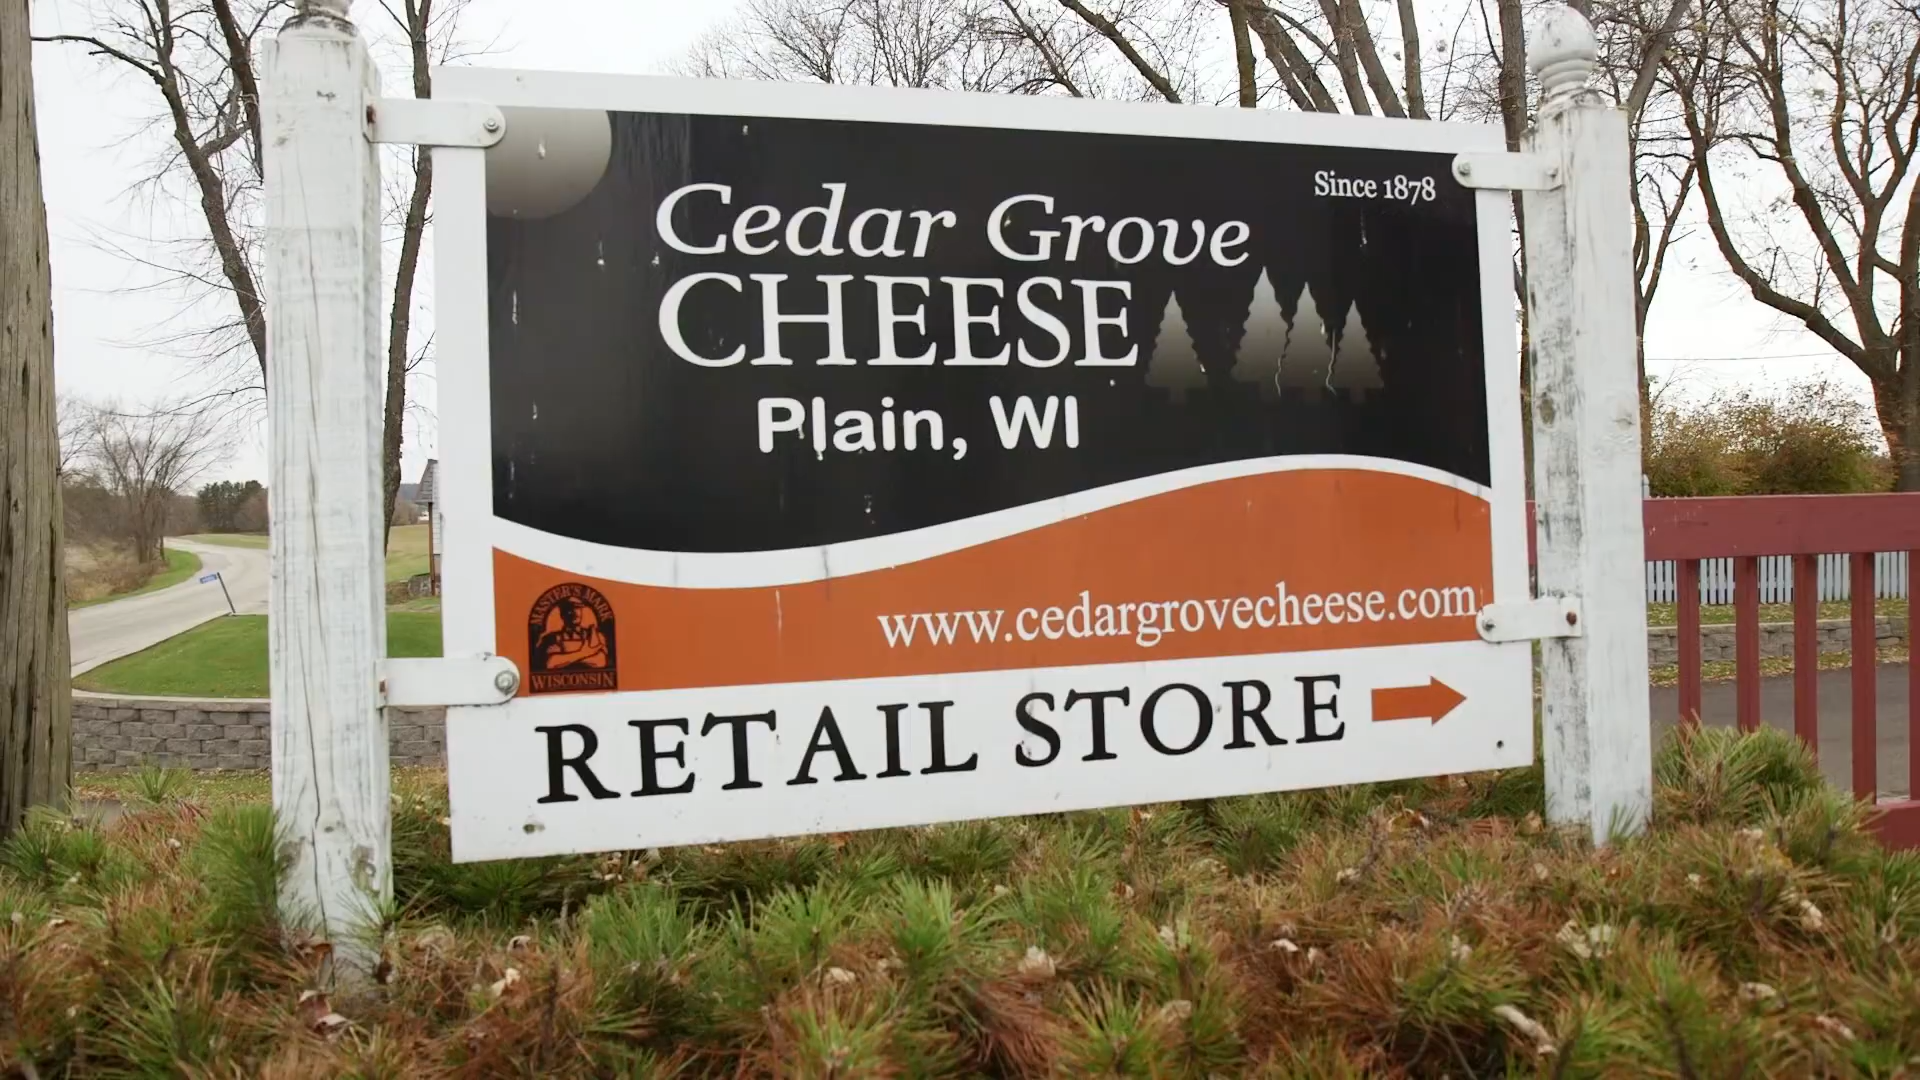 Since 1878
Cedar Grove
CHEESE
Plain, WI
www.cedargrovecheese.com
MASTER'S MARK
WISCONSIN
RETAIL STORE